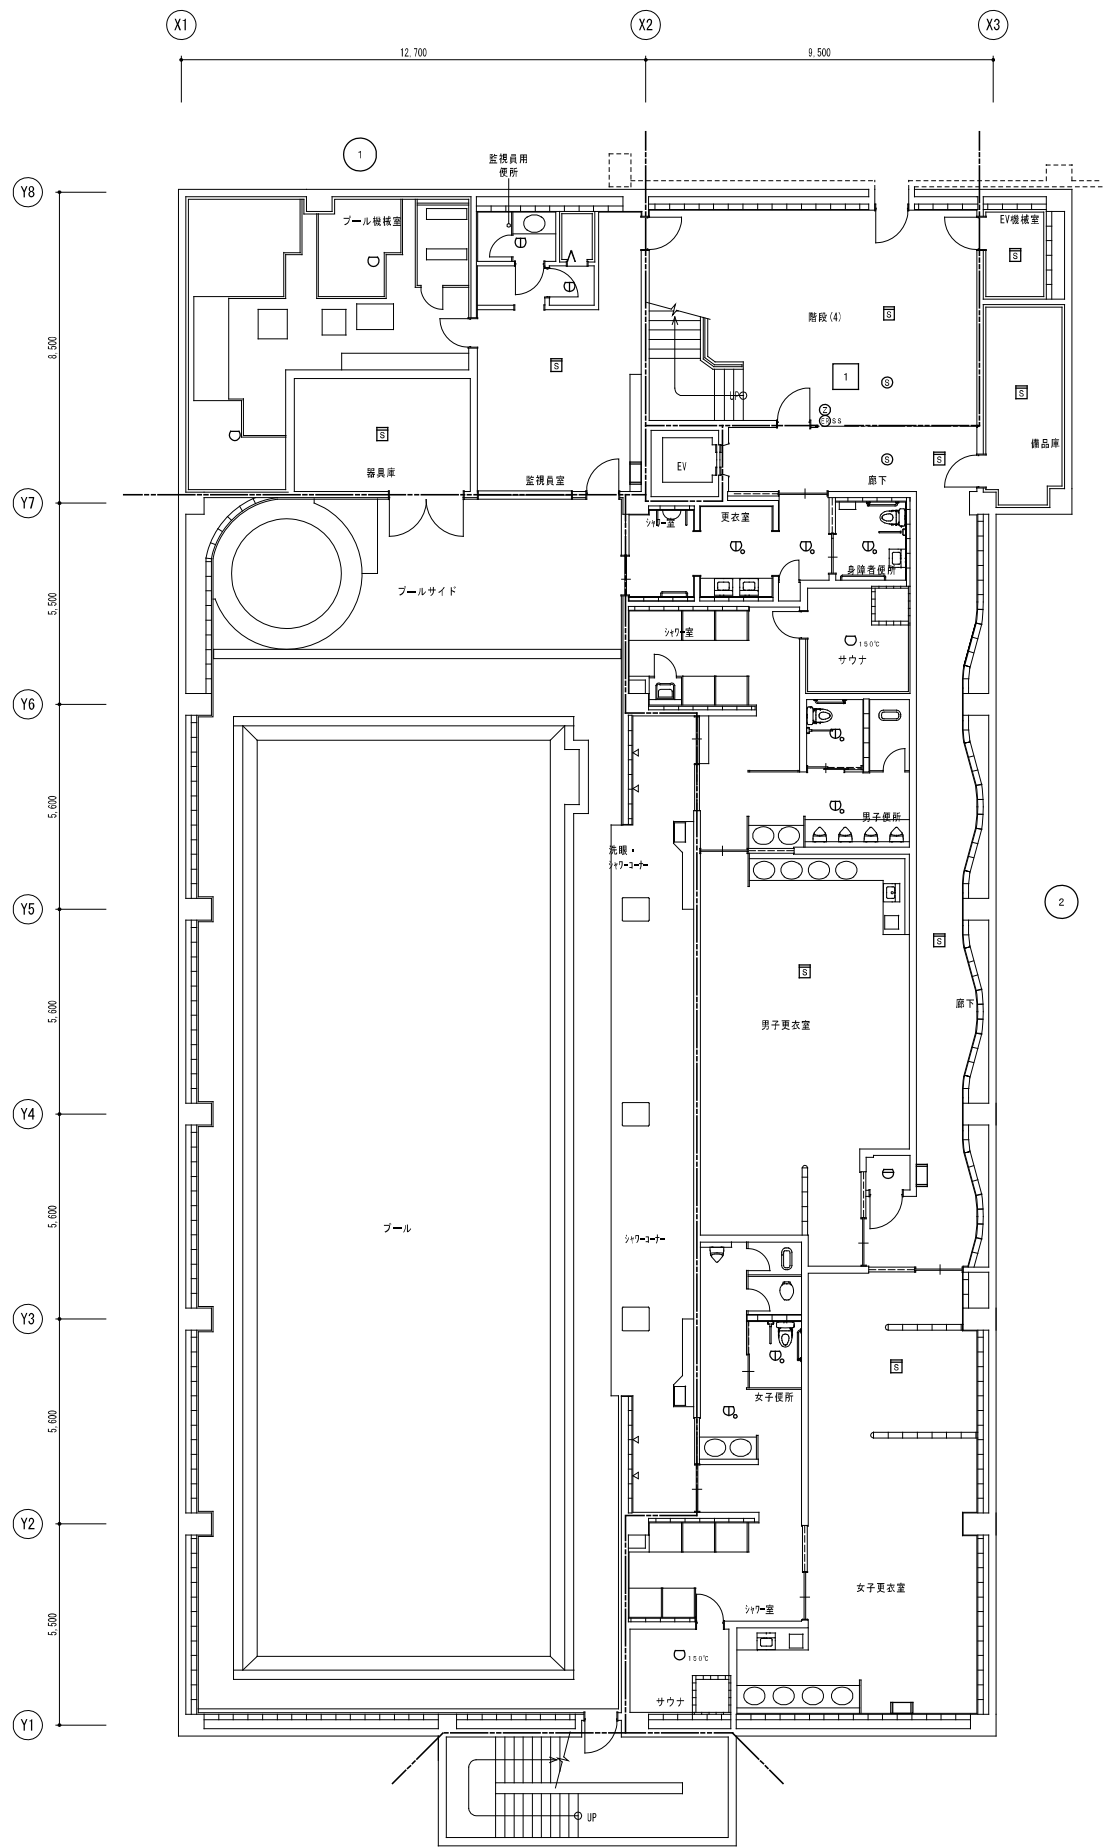 X1
X2
X3
12,700
9,500
1
監視員用
便所
Y8
プール機械室
EV機械室
S
S
階段(4)
8,500
S
1
S
S
UP
Z
ER
SS
S
備品庫
EV
S
S
器具庫
監視員室
廊下
Y7
シャワー室
更衣室
身障者便所
5,500
プールサイド
シャワー室
150℃
サウナ
Y6
5,600
男子便所
洗眼・
シャワーコーナー
Y5
2
S
S
5,600
廊下
男子更衣室
Y4
5,600
プール
シャワーコーナー
Y3
S
女子便所
5,600
Y2
女子更衣室
5,500
シャワー室
150℃
サウナ
Y1
UP